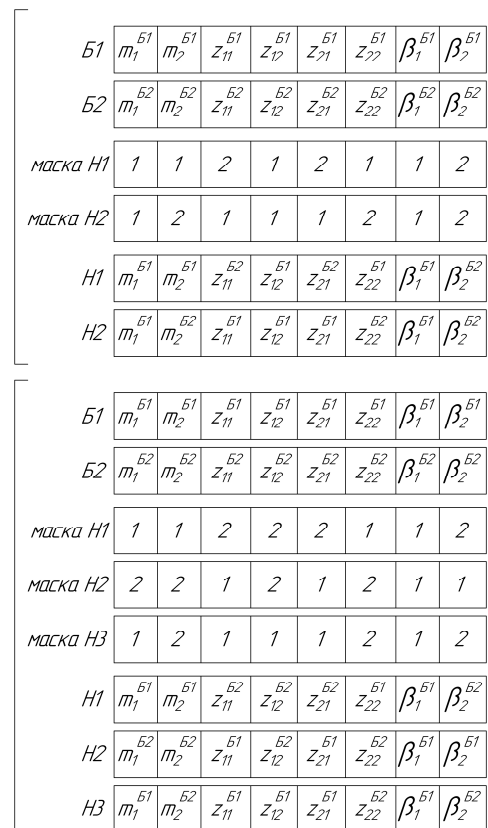 Б1 m₁^Б1 m₂^Б1 z₁₁^Б1 z₁₂^Б1 z₂₁^Б1 z₂₂^Б1 β₁^Б1 β₂^Б1
Б2 m₁^Б2 m₂^Б2 z₁₁^Б2 z₁₂^Б2 z₂₁^Б2 z₂₂^Б2 β₁^Б2 β₂^Б2
маска Н1 1 1 2 1 2 1 1 2
маска Н2 1 2 1 1 1 2 1 2
Н1 m₁^Б1 m₂^Б1 z₁₁^Б2 z₁₂^Б1 z₂₁^Б2 z₂₂^Б1 β₁^Б1 β₂^Б2
Н2 m₁^Б1 m₂^Б2 z₁₁^Б1 z₁₂^Б1 z₂₁^Б1 z₂₂^Б2 β₁^Б1 β₂^Б2
Б1 m₁^Б1 m₂^Б1 z₁₁^Б1 z₁₂^Б1 z₂₁^Б1 z₂₂^Б1 β₁^Б1 β₂^Б1
Б2 m₁^Б2 m₂^Б2 z₁₁^Б2 z₁₂^Б2 z₂₁^Б2 z₂₂^Б2 β₁^Б2 β₂^Б2
маска Н1 1 1 2 2 2 1 1 2
маска Н2 2 2 1 2 1 2 1 1
маска Н3 1 2 1 1 1 2 1 2
Н1 m₁^Б1 m₂^Б1 z₁₁^Б2 z₁₂^Б2 z₂₁^Б2 z₂₂^Б1 β₁^Б1 β₂^Б2
Н2 m₁^Б2 m₂^Б2 z₁₁^Б1 z₁₂^Б2 z₂₁^Б1 z₂₂^Б2 β₁^Б1 β₂^Б1
Н3 m₁^Б1 m₂^Б2 z₁₁^Б1 z₁₂^Б1 z₂₁^Б1 z₂₂^Б2 β₁^Б1 β₂^Б2